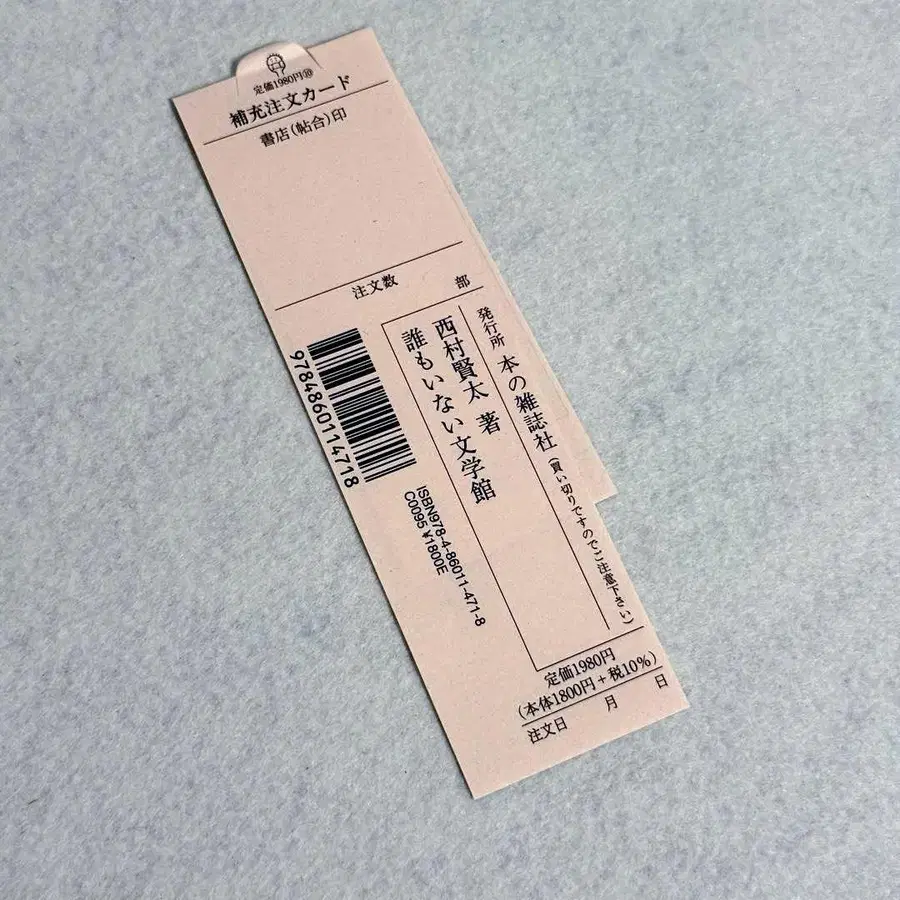 定価1980円⑩
補充注文カード
書店(帖合)印
注文数 部
発行所 本の雑誌社(買い切りですのでご注意下さい)
西村賢太 著
誰もいない文学館
9784860114718
ISBN978-4-86011-471-8
C0095 ¥1800E
定価1980円
(本体1800円+税10%)
注文日 月 日